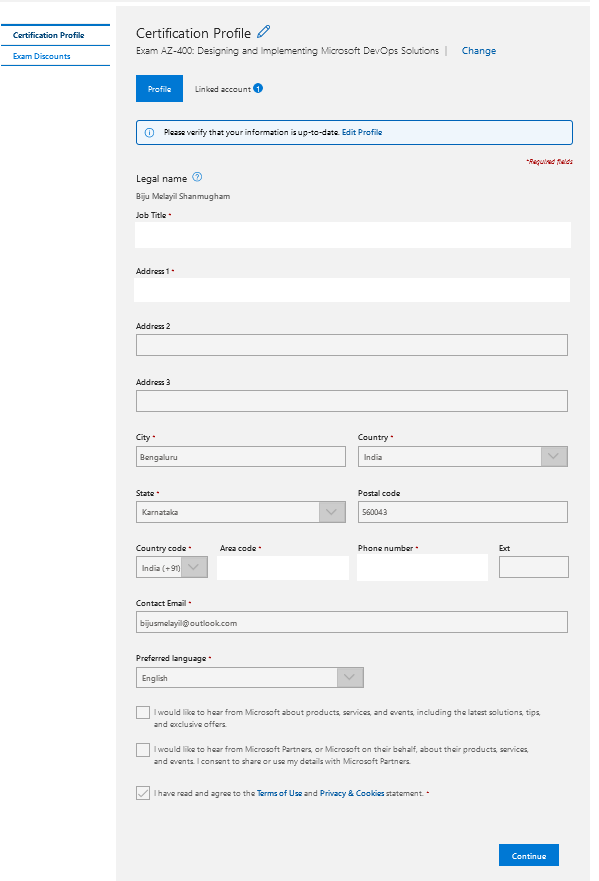 Certification Profile
Exam Discounts
Certification Profile
Exam AZ-400: Designing and Implementing Microsoft DevOps Solutions | Change
Profile Linked account 1
Please verify that your information is up-to-date. Edit Profile
*Required fields
Legal name ?
Biju Melayil Shanmugham
Job Title *
Address 1 *
Address 2
Address 3
City * Country *
Bengaluru India
State * Postal code
Karnataka 560043
Country code * Area code * Phone number * Ext
India (+91)
Contact Email *
bijusmelayil@outlook.com
Preferred language *
English
I would like to hear from Microsoft about products, services, and events, including the latest solutions, tips,
and exclusive offers.
I would like to hear from Microsoft Partners, or Microsoft on their behalf, about their products, services,
and events. I consent to share or use my details with Microsoft Partners.
I have read and agree to the Terms of Use and Privacy & Cookies statement. *
Continue